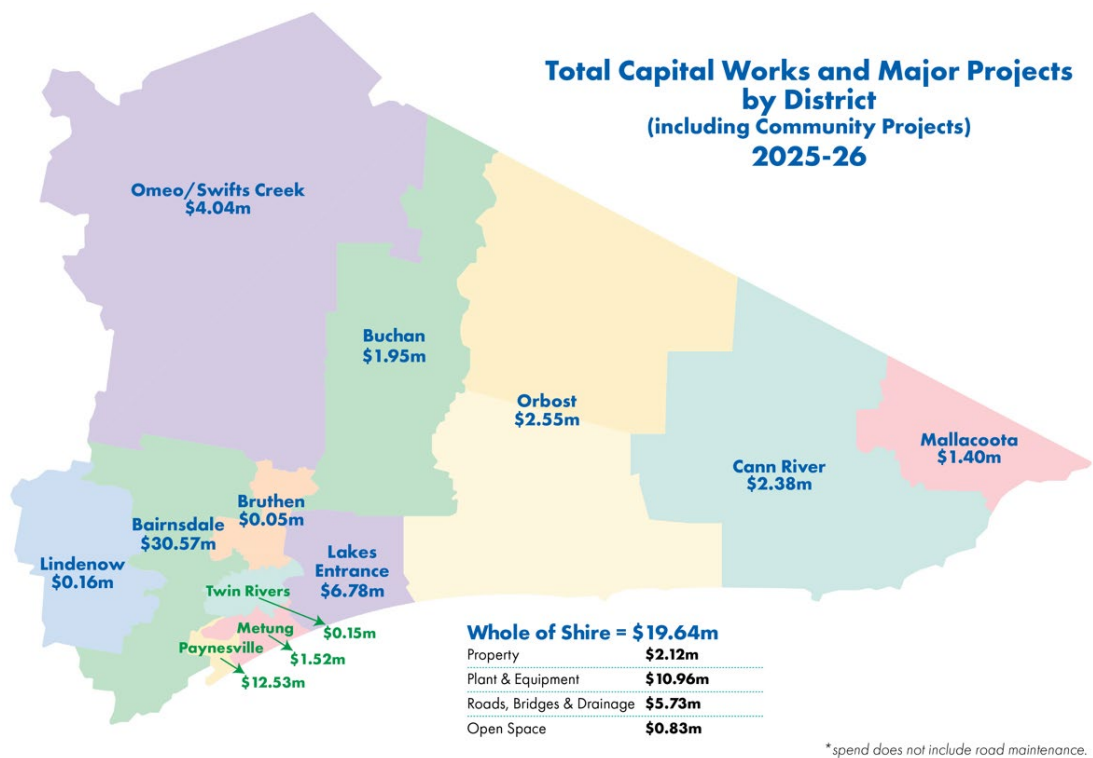 Total Capital Works and Major Projects
by District
(including Community Projects)
2025-26
Omeo/Swifts Creek
$4.04m
Buchan
$1.95m
Orbost
$2.55m
Mallacoota
$1.40m
Cann River
$2.38m
Bruthen
$0.05m
Bairnsdale
$30.57m
Lindenow
$0.16m
Lakes
Entrance
$6.78m
Twin Rivers
$0.15m
Metung
$1.52m
Paynesville
$12.53m
Whole of Shire = $19.64m
Property $2.12m
Plant & Equipment $10.96m
Roads, Bridges & Drainage $5.73m
Open Space $0.83m
*spend does not include road maintenance.